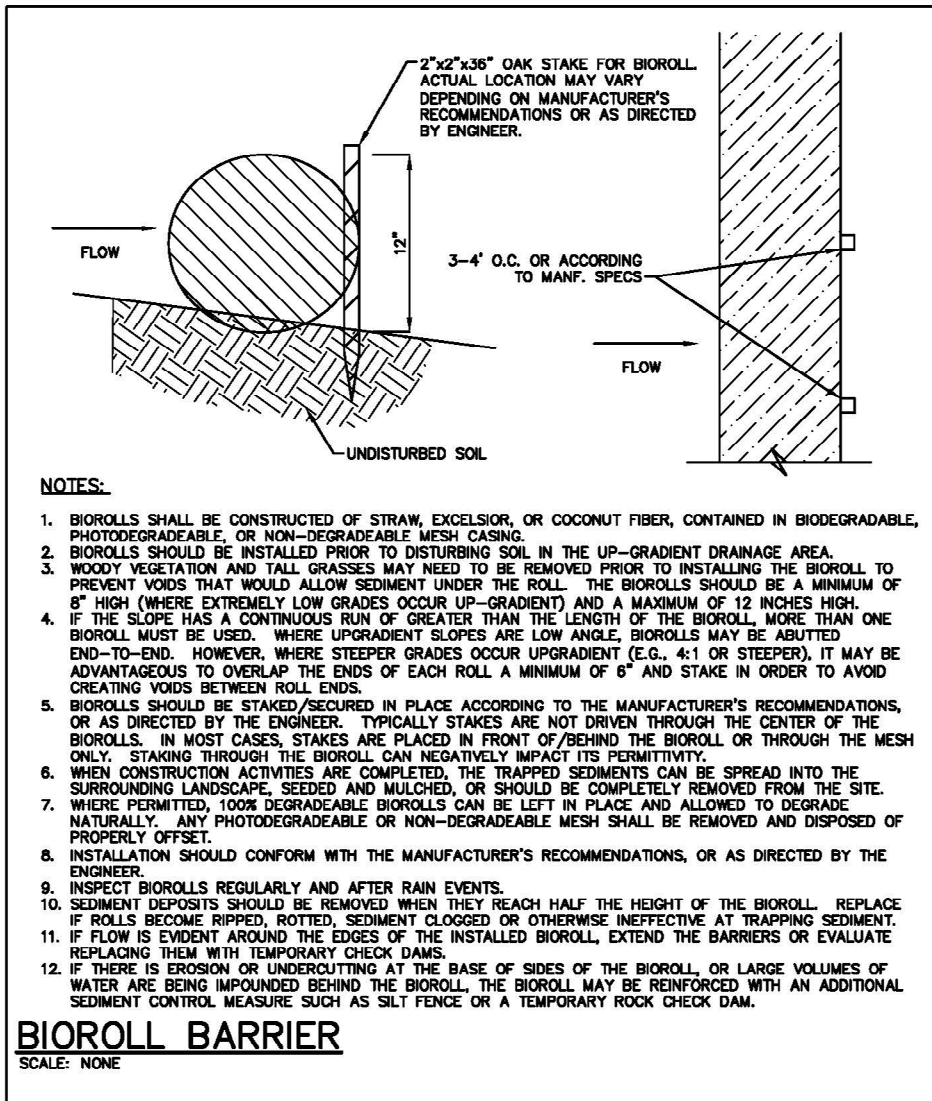 2"x2"x36" OAK STAKE FOR BIOROLL.
ACTUAL LOCATION MAY VARY
DEPENDING ON MANUFACTURER'S
RECOMMENDATIONS OR AS DIRECTED
BY ENGINEER.
FLOW
12"
3-4' O.C. OR ACCORDING
TO MANF. SPECS
FLOW
UNDISTURBED SOIL
NOTES:
1. BIOROLLS SHALL BE CONSTRUCTED OF STRAW, EXCELSIOR, OR COCONUT FIBER, CONTAINED IN BIODEGRADABLE,
PHOTODEGRADEABLE, OR NON-DEGRADEABLE MESH CASING.
2. BIOROLLS SHOULD BE INSTALLED PRIOR TO DISTURBING SOIL IN THE UP-GRADIENT DRAINAGE AREA.
3. WOODY VEGETATION AND TALL GRASSES MAY NEED TO BE REMOVED PRIOR TO INSTALLING THE BIOROLL TO
PREVENT VOIDS THAT WOULD ALLOW SEDIMENT UNDER THE ROLL. THE BIOROLLS SHOULD BE A MINIMUM OF
8" HIGH (WHERE EXTREMELY LOW GRADES OCCUR UP-GRADIENT) AND A MAXIMUM OF 12 INCHES HIGH.
4. IF THE SLOPE HAS A CONTINUOUS RUN OF GREATER THAN THE LENGTH OF THE BIOROLL, MORE THAN ONE
BIOROLL MUST BE USED. WHERE UPGRADIENT SLOPES ARE LOW ANGLE, BIOROLLS MAY BE ABUTTED
END-TO-END. HOWEVER, WHERE STEEPER GRADES OCCUR UPGRADIENT (E.G., 4:1 OR STEEPER), IT MAY BE
ADVANTAGEOUS TO OVERLAP THE ENDS OF EACH ROLL A MINIMUM OF 6" AND STAKE IN ORDER TO AVOID
CREATING VOIDS BETWEEN ROLL ENDS.
5. BIOROLLS SHOULD BE STAKED/SECURED IN PLACE ACCORDING TO THE MANUFACTURER'S RECOMMENDATIONS,
OR AS DIRECTED BY THE ENGINEER. TYPICALLY STAKES ARE NOT DRIVEN THROUGH THE CENTER OF THE
BIOROLLS. IN MOST CASES, STAKES ARE PLACED IN FRONT OF/BEHIND THE BIOROLL OR THROUGH THE MESH
ONLY. STAKING THROUGH THE BIOROLL CAN NEGATIVELY IMPACT ITS PERMITTIVITY.
6. WHEN CONSTRUCTION ACTIVITIES ARE COMPLETED, THE TRAPPED SEDIMENTS CAN BE SPREAD INTO THE
SURROUNDING LANDSCAPE, SEEDED AND MULCHED, OR SHOULD BE COMPLETELY REMOVED FROM THE SITE.
7. WHERE PERMITTED, 100% DEGRADEABLE BIOROLLS CAN BE LEFT IN PLACE AND ALLOWED TO DEGRADE
NATURALLY. ANY PHOTODEGRADEABLE OR NON-DEGRADEABLE MESH SHALL BE REMOVED AND DISPOSED OF
PROPERLY OFFSET.
8. INSTALLATION SHOULD CONFORM WITH THE MANUFACTURER'S RECOMMENDATIONS, OR AS DIRECTED BY THE
ENGINEER.
9. INSPECT BIOROLLS REGULARLY AND AFTER RAIN EVENTS.
10. SEDIMENT DEPOSITS SHOULD BE REMOVED WHEN THEY REACH HALF THE HEIGHT OF THE BIOROLL. REPLACE
IF ROLLS BECOME RIPPED, ROTTED, SEDIMENT CLOGGED OR OTHERWISE INEFFECTIVE AT TRAPPING SEDIMENT.
11. IF FLOW IS EVIDENT AROUND THE EDGES OF THE INSTALLED BIOROLL, EXTEND THE BARRIERS OR EVALUATE
REPLACING THEM WITH TEMPORARY CHECK DAMS.
12. IF THERE IS EROSION OR UNDERCUTTING AT THE BASE OF SIDES OF THE BIOROLL, OR LARGE VOLUMES OF
WATER ARE BEING IMPOUNDED BEHIND THE BIOROLL, THE BIOROLL MAY BE REINFORCED WITH AN ADDITIONAL
SEDIMENT CONTROL MEASURE SUCH AS SILT FENCE OR A TEMPORARY ROCK CHECK DAM.
BIOROLL BARRIER
SCALE: NONE